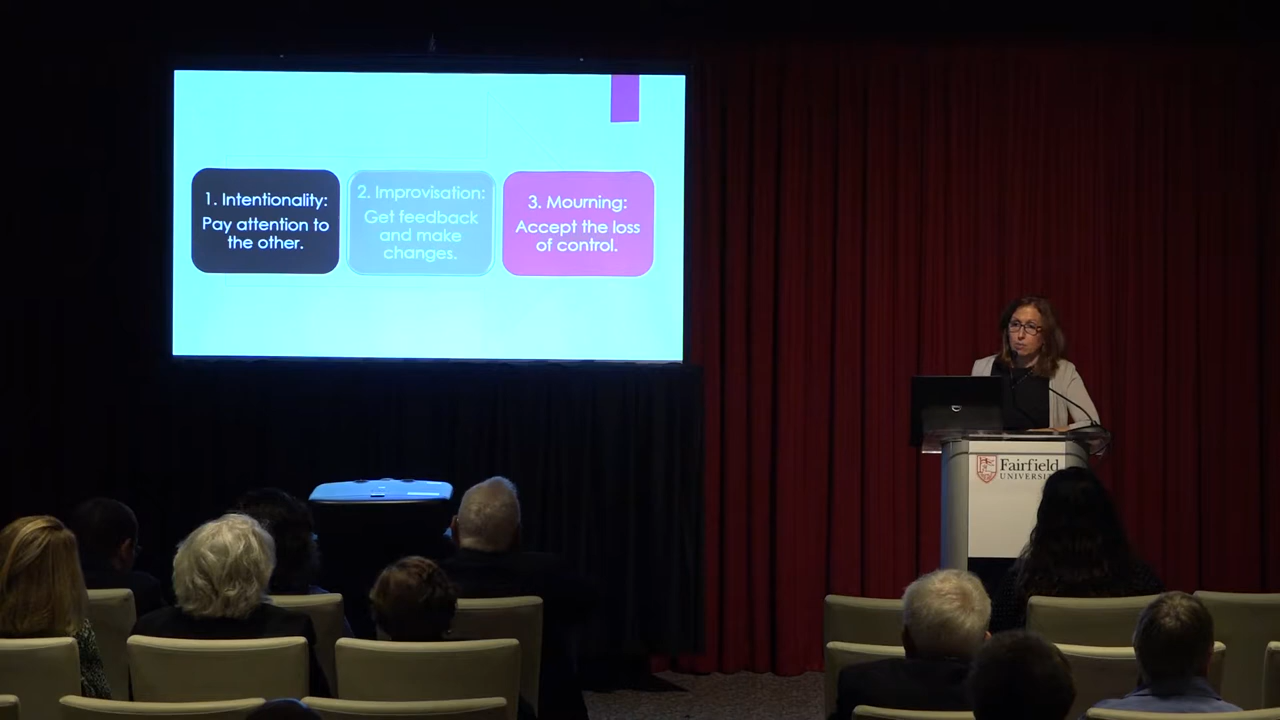 1. Intentionality:
Pay attention to
the other.
2. Improvisation:
Get feedback
and make
changes.
3. Mourning:
Accept the loss
of control.
Fairfield
UNIVERSI